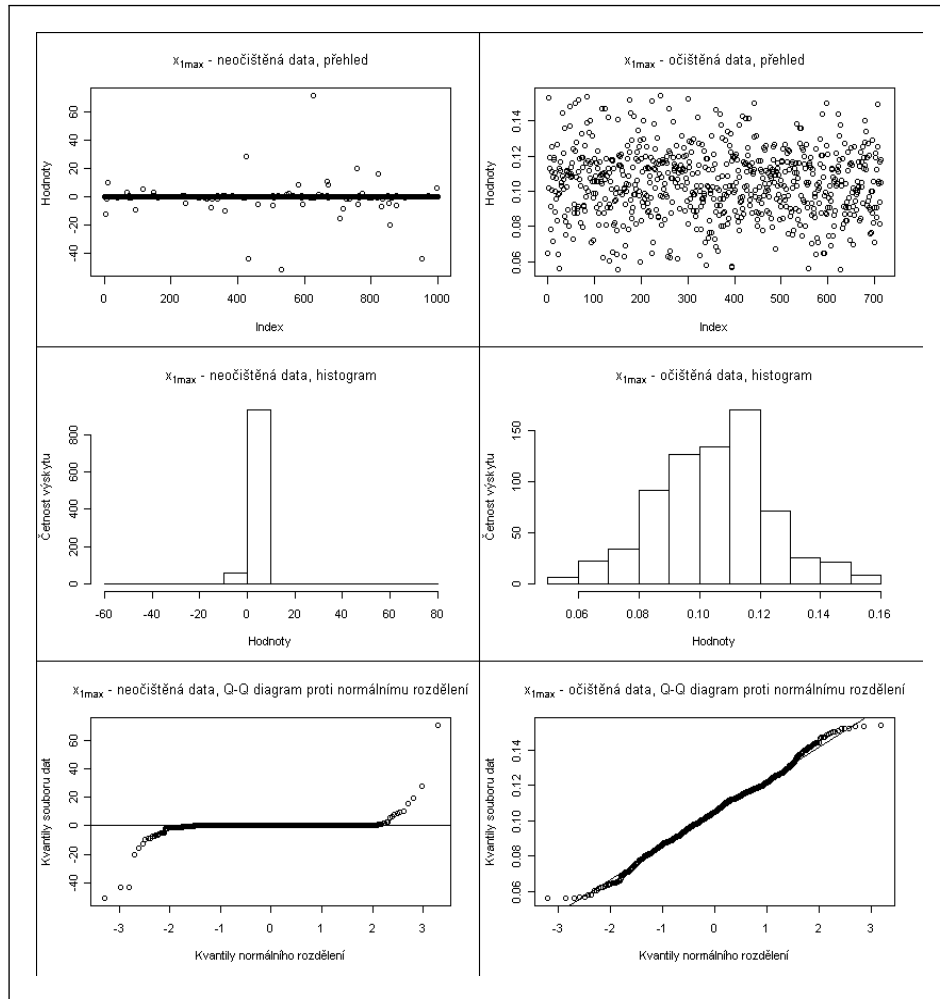 x1max - neočištěná data, přehled
60
40
20
0
-20
-40
Hodnoty
0 200 400 600 800 1000
Index
x1max - očištěná data, přehled
0.14
0.12
0.10
0.08
0.06
Hodnoty
0 100 200 300 400 500 600 700
Index
x1max - neočištěná data, histogram
800
600
400
200
0
Četnost výskytu
-60 -40 -20 0 20 40 60 80
Hodnoty
x1max - očištěná data, histogram
150
100
50
0
Četnost výskytu
0.06 0.08 0.10 0.12 0.14 0.16
Hodnoty
x1max - neočištěná data, Q-Q diagram proti normálnímu rozdělení
60
40
20
0
-20
-40
Kvantily souboru dat
-3 -2 -1 0 1 2 3
Kvantily normálního rozdělení
x1max - očištěná data, Q-Q diagram proti normálnímu rozdělení
0.14
0.12
0.10
0.08
0.06
Kvantily souboru dat
-3 -2 -1 0 1 2 3
Kvantily normálního rozdělení